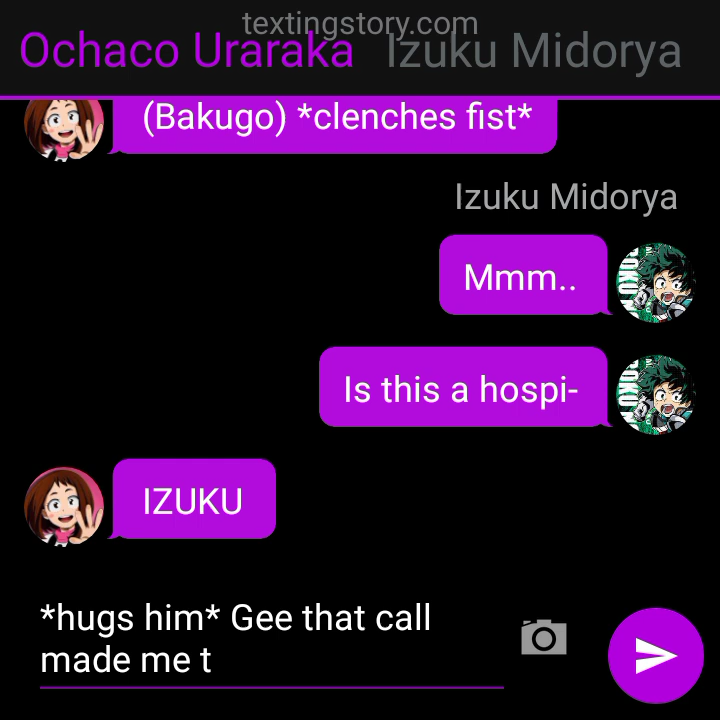 textingstory.com
Ochaco Uraraka Izuku Midorya
(Bakugo) *clenches fist*
Izuku Midorya
Mmm..
Is this a hospi-
IZUKU
*hugs him* Gee that call
made me t